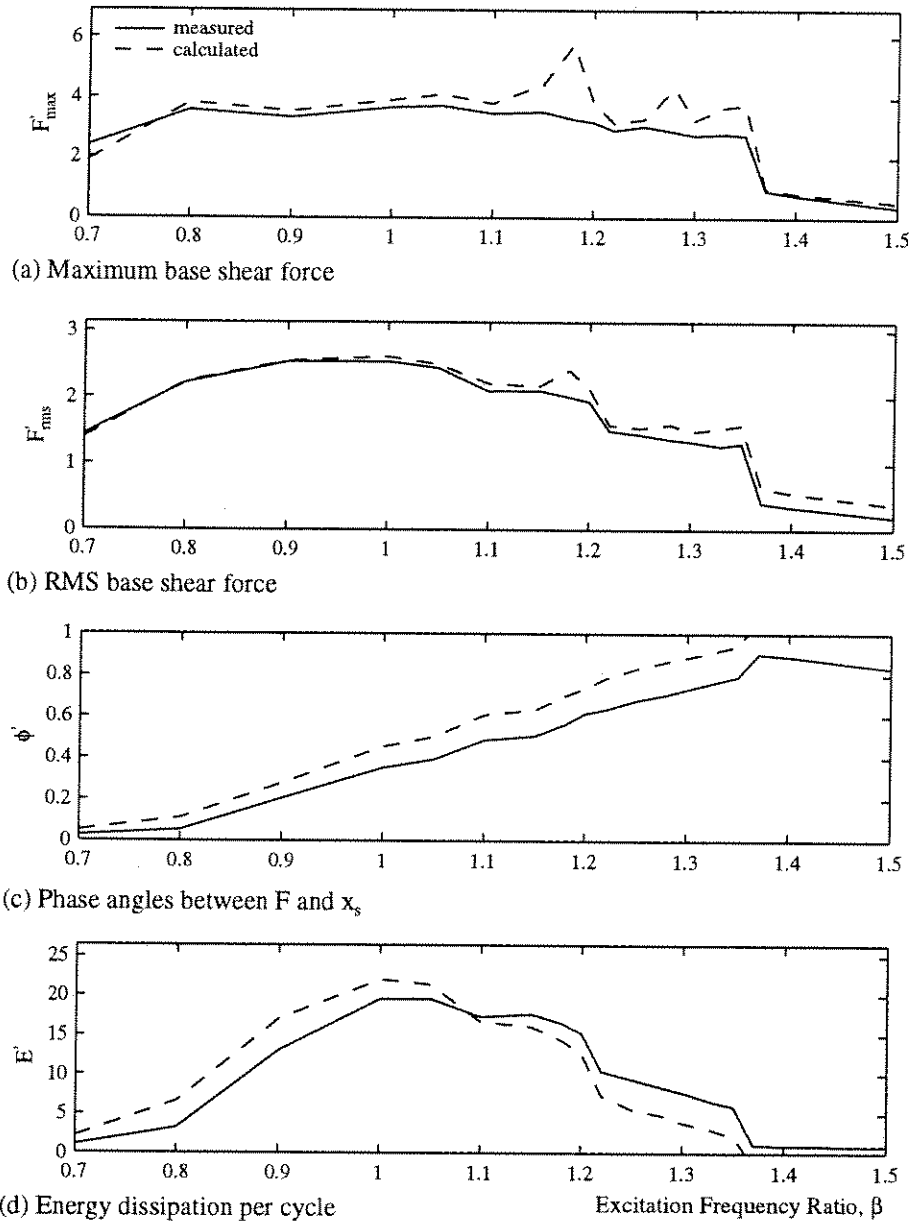 6
measured
calculated
4
F'max
2
0
0.7 0.8 0.9 1 1.1 1.2 1.3 1.4 1.5
(a) Maximum base shear force
3
2
F'rms
1
0
0.7 0.8 0.9 1 1.1 1.2 1.3 1.4 1.5
(b) RMS base shear force
1
0.8
0.6
ϕ'
0.4
0.2
0
0.7 0.8 0.9 1 1.1 1.2 1.3 1.4 1.5
(c) Phase angles between F and xs
25
20
15
E'
10
5
0
0.7 0.8 0.9 1 1.1 1.2 1.3 1.4 1.5
(d) Energy dissipation per cycle Excitation Frequency Ratio, β